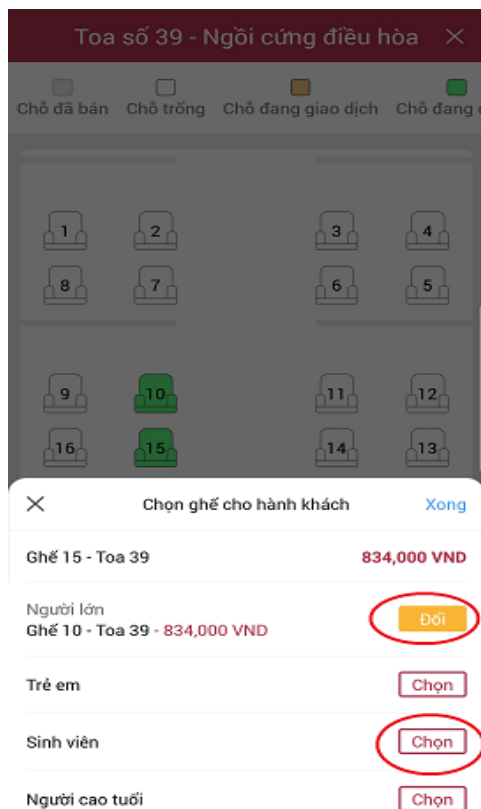 Toa số 39 - Ngồi cứng điều hòa
Chỗ đã bán Chỗ trống Chỗ đang giao dịch Chỗ đang
1 2 3 4
8 7 6 5
9 10 11 12
16 15 14 13
Chọn ghế cho hành khách Xong
Ghế 15 - Toa 39 834,000 VND
Người lớn
Ghế 10 - Toa 39 - 834,000 VND Đổi
Trẻ em Chọn
Sinh viên Chọn
Người cao tuổi Chọn